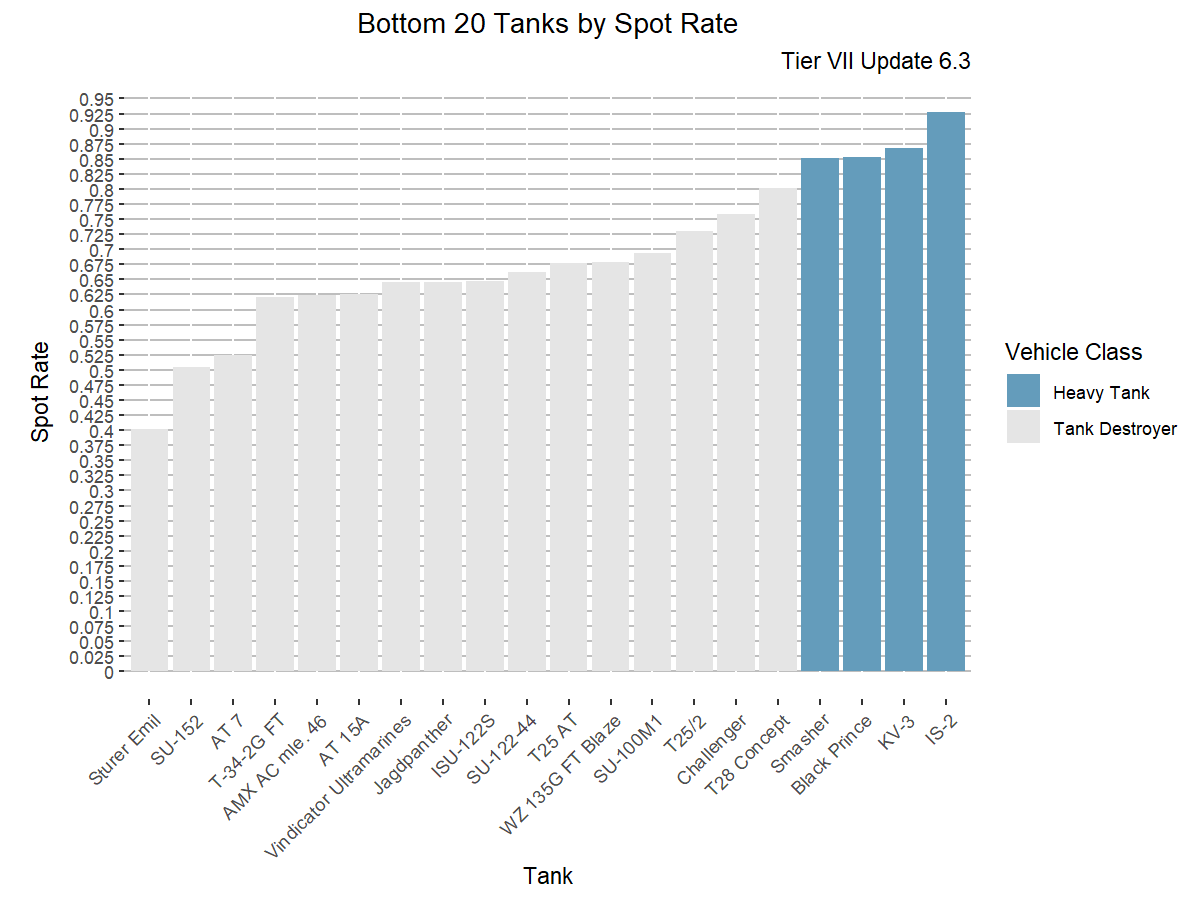 Bottom 20 Tanks by Spot Rate
Tier VII Update 6.3
0.95
0.925
0.9
0.875
0.85
0.825
0.8
0.775
0.75
0.725
0.7
0.675
0.65
0.625
0.6
0.575
0.55
0.525
0.5
0.475
0.45
0.425
0.4
0.375
0.35
0.325
0.3
0.275
0.25
0.225
0.2
0.175
0.15
0.125
0.1
0.075
0.05
0.025
0
Spot Rate
Sturer Emil
SU-152
AT 7
T-34-2G FT
AMX AC mle. 46
AT 15A
Vindicator Ultramarines
Jagdpanther
ISU-122S
SU-122-44
T25 AT
WZ 135G FT Blaze
SU-100M1
T25/2
Challenger
T28 Concept
Smasher
Black Prince
KV-3
IS-2
Tank
Vehicle Class
Heavy Tank
Tank Destroyer